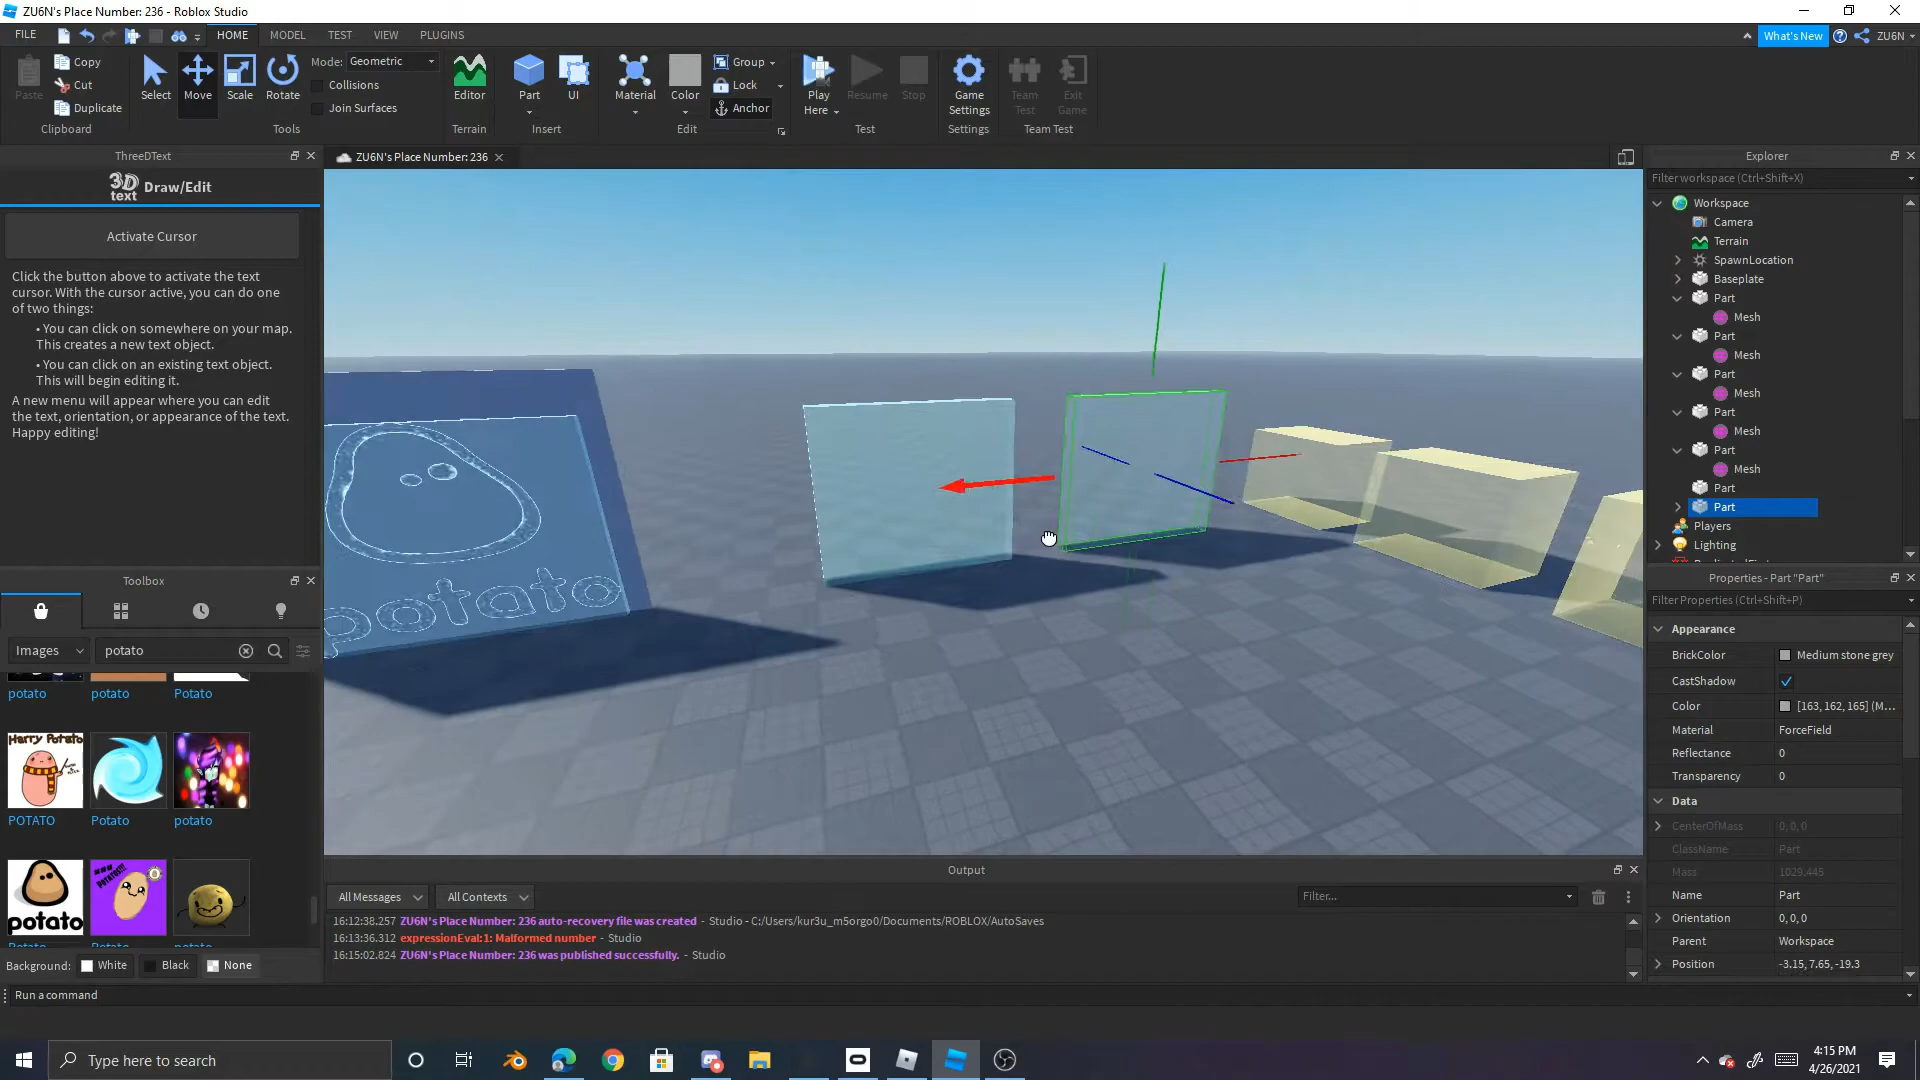 ZU6N's Place Number: 236 - Roblox Studio
FILE HOME MODEL TEST VIEW PLUGINS What's New ZU6N
Paste Copy Cut Duplicate Clipboard
Select Move Scale Rotate Mode: Geometric Collisions Join Surfaces Tools
Editor Terrain
Part UI Insert
Material Color Group Lock Anchor Edit
Play Here Resume Stop Test
Game Settings Settings
Team Test Exit Game Team Test
ThreeDText
3D text Draw/Edit
Activate Cursor
Click the button above to activate the text
cursor. With the cursor active, you can do one
of two things:
• You can click on somewhere on your map.
This creates a new text object.
• You can click on an existing text object.
This will begin editing it.
A new menu will appear where you can edit
the text, orientation, or appearance of the text.
Happy editing!
Toolbox
Images potato
potato potato Potato
Harry Potato
POTATO Potato potato
potato
POTATO!!!
Background: White Black None
ZU6N's Place Number: 236
potato
Output
All Messages All Contexts Filter...
16:12:38.257 ZU6N's Place Number: 236 auto-recovery file was created - Studio - C:/Users/kur3u_m5orgo0/Documents/ROBLOX/AutoSaves
16:13:36.312 expressionEval:1: Malformed number - Studio
16:15:02.824 ZU6N's Place Number: 236 was published successfully. - Studio
Explorer
Filter workspace (Ctrl+Shift+X)
Workspace
Camera
Terrain
SpawnLocation
Baseplate
Part
Mesh
Part
Mesh
Part
Mesh
Part
Mesh
Part
Mesh
Part
Part
Players
Lighting
Properties - Part "Part"
Filter Properties (Ctrl+Shift+P)
Appearance
BrickColor Medium stone grey
CastShadow
Color [163, 162, 165] (M...
Material ForceField
Reflectance 0
Transparency 0
Data
CenterOfMass 0, 0, 0
ClassName Part
Mass 1029.445
Name Part
Orientation 0, 0, 0
Parent Workspace
Position -3.15, 7.65, -19.3
Run a command
Type here to search
4:15 PM
4/26/2021